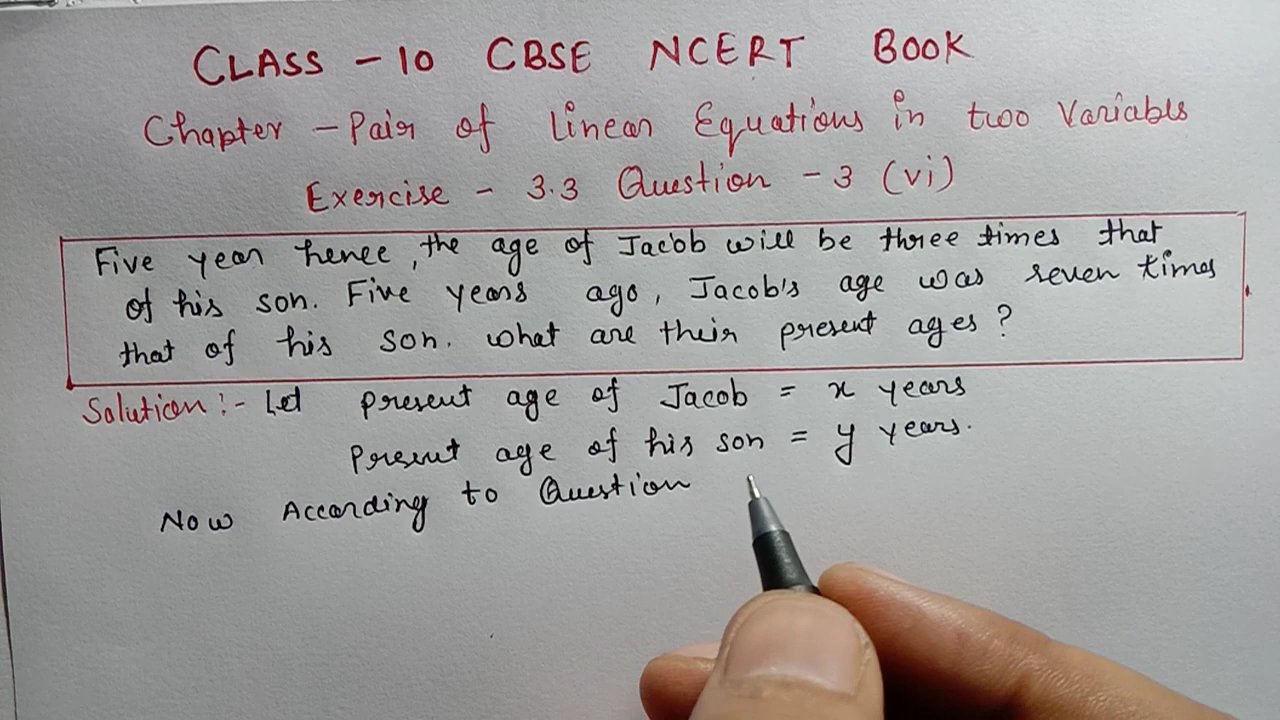 CLASS - 10 CBSE NCERT BOOK
Chapter - Pair of Linear Equations in two Variabls
Exercise - 3.3 Question - 3 (vi)
Five year hence, the age of Jacob will be three times that
of his son. Five years ago, Jacob's age was seven times
that of his son. what are their present ages?
Solution :- Let present age of Jacob = x years
Present age of his son = y years.
Now According to Question